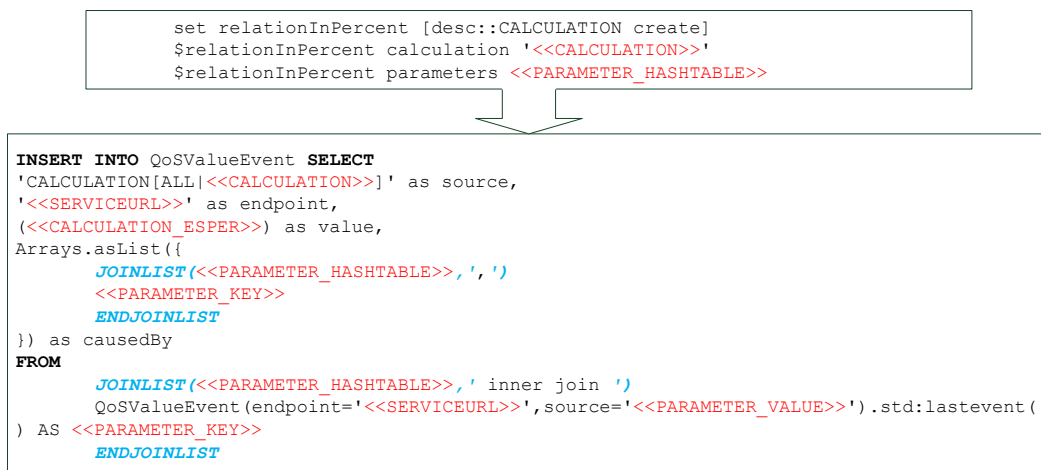 set relationInPercent [desc::CALCULATION create]
$relationInPercent calculation '<<CALCULATION>>'
$relationInPercent parameters <<PARAMETER_HASHTABLE>>
INSERT INTO QoSValueEvent SELECT
'CALCULATION[ALL|<<CALCULATION>>]' as source,
'<<SERVICEURL>>' as endpoint,
(<<CALCULATION_ESPER>>) as value,
Arrays.asList({
JOINLIST(<<PARAMETER_HASHTABLE>>,',')
<<PARAMETER_KEY>>
ENDJOINLIST
}) as causedBy
FROM
JOINLIST(<<PARAMETER_HASHTABLE>>,' inner join ')
QoSValueEvent(endpoint='<<SERVICEURL>>',source='<<PARAMETER_VALUE>>').std:lastevent(
) AS <<PARAMETER_KEY>>
ENDJOINLIST